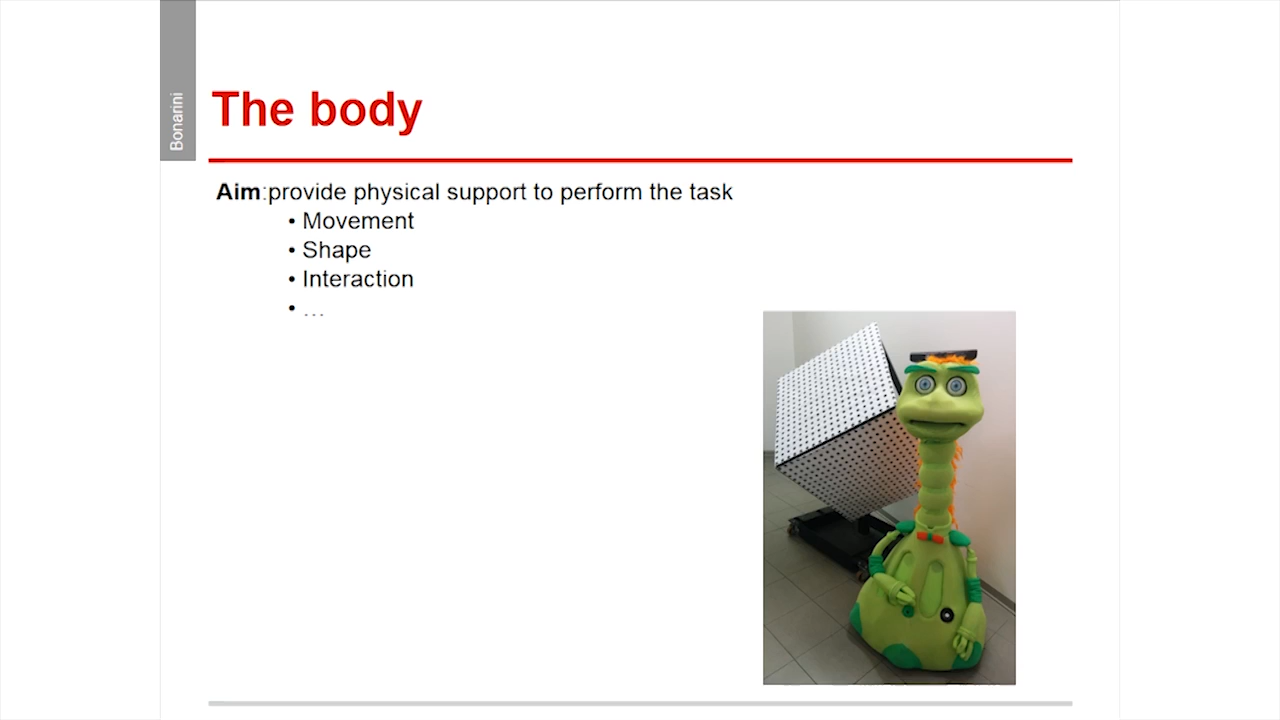 Bonarini
The body
Aim:provide physical support to perform the task
• Movement
• Shape
• Interaction
• ...